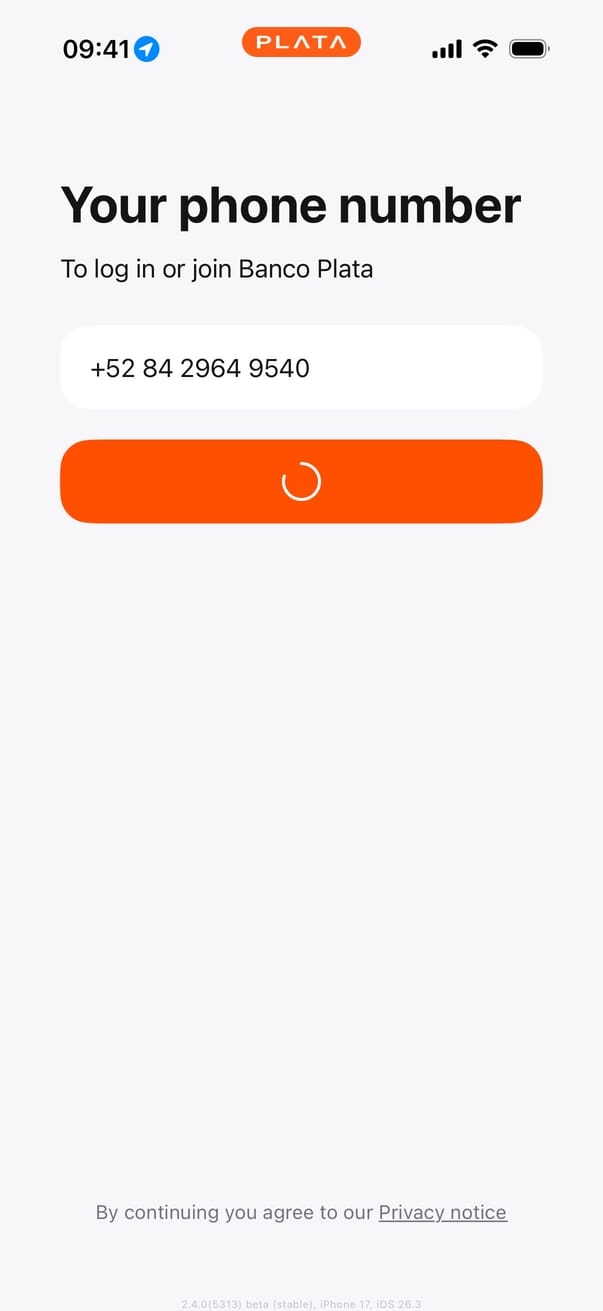 09:41
PLATA
Your phone number
To log in or join Banco Plata
+52 84 2964 9540
By continuing you agree to our Privacy notice
2.4.0(5313) beta (stable), iPhone 17, iOS 26.3